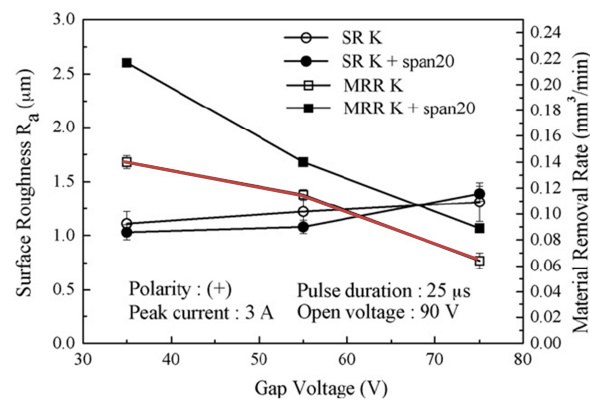 SR K
SR K + span20
MRR K
MRR K + span20
Surface Roughness Rₐ (μm)
3.0
2.5
2.0
1.5
1.0
0.5
0.0
Material Removal Rate (mm³/min)
0.22
0.20
0.18
0.16
0.14
0.12
0.10
0.08
0.06
0.04
0.02
0.00
Polarity : (+)
Pulse duration : 25 μs
Peak current : 3 A
Open voltage : 90 V
30
40
50
60
70
80
Gap Voltage (V)